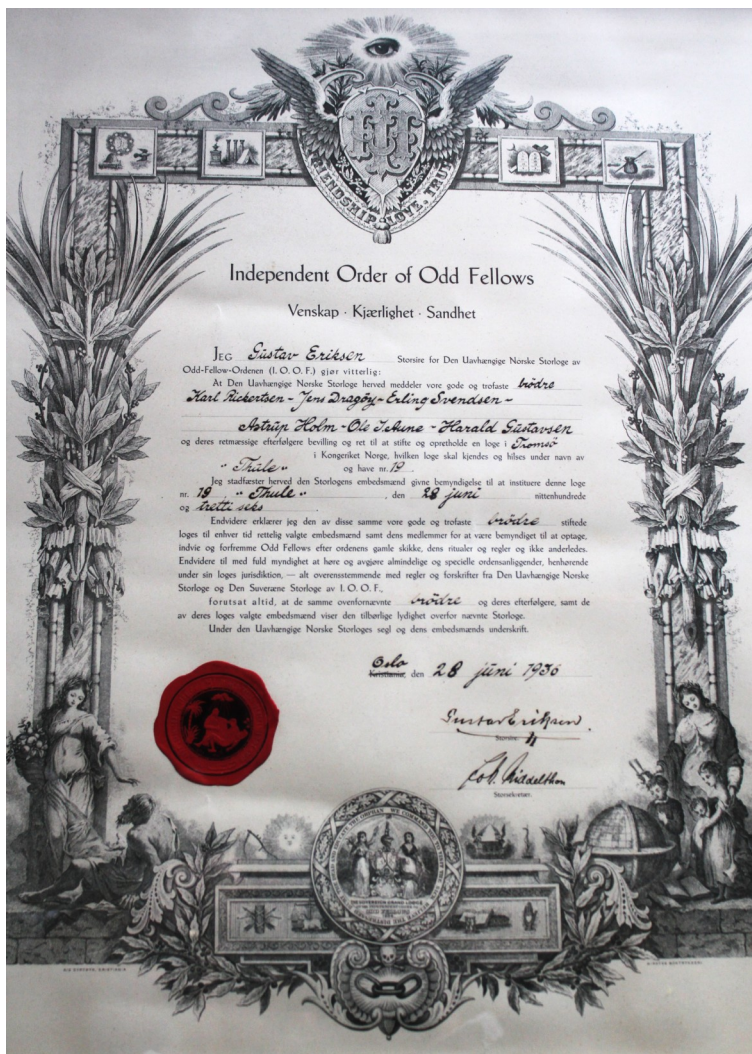 FRIENDSHIP, LOVE, TRUTH
Independent Order of Odd Fellows
Venskap · Kjærlighet · Sandhet
JEG Gustav Eriksen Storsire for Den Uavhængige Norske Storloge av
Odd-Fellow-Ordenen (I. O. O. F.) gjør vitterlig:
At Den Uavhængige Norske Storloge herved meddeler vore gode og trofaste brödre
Karl Rickertsen - Jens Dragöy - Erling Svendsen -
Astrup Holm - Ole IsAune - Harald Gustavsen
og deres retmæssige efterfølgere bevilling og ret til at stifte og opretholde en loge i Tromsö
i Kongeriket Norge, hvilken loge skal kjendes og hilses under navn av
"Thule" og have nr. 19.
Jeg stadfæster herved den Storlogens embedsmænd givne bemyndigelse til at instituere denne loge
nr. 19 "Thule", den 28 juni nittenhundrede
og tretti seks.
Endvidere erklærer jeg den av disse samme vore gode og trofaste brödre stiftede
loges til enhver tid rettelig valgte embedsmænd samt dens medlemmer for at være bemyndiget til at optage,
indvie og forfremme Odd Fellows efter ordenens gamle skikke, dens ritualer og regler og ikke anderledes.
Endvidere til med fuld myndighet at høre og avgjøre almindelige og specielle ordensanliggender, henhørende
under sin loges jurisdiktion, — alt overensstemmende med regler og forskrifter fra Den Uavhængige Norske
Storloge og Den Suveræne Storloge av I. O. O. F.,
forutsat altid, at de samme ovenfornævnte brödre og deres efterfølgere, samt de
av deres loges valgte embedsmænd viser den tilbørlige lydighet overfor nævnte Storloge.
Under den Uavhængige Norske Storloges segl og dens embedsmænds underskrift.
Oslo
Kristiania, den 28 juni 1936
Gustav Eriksen
Storsire.
Storsekretær.